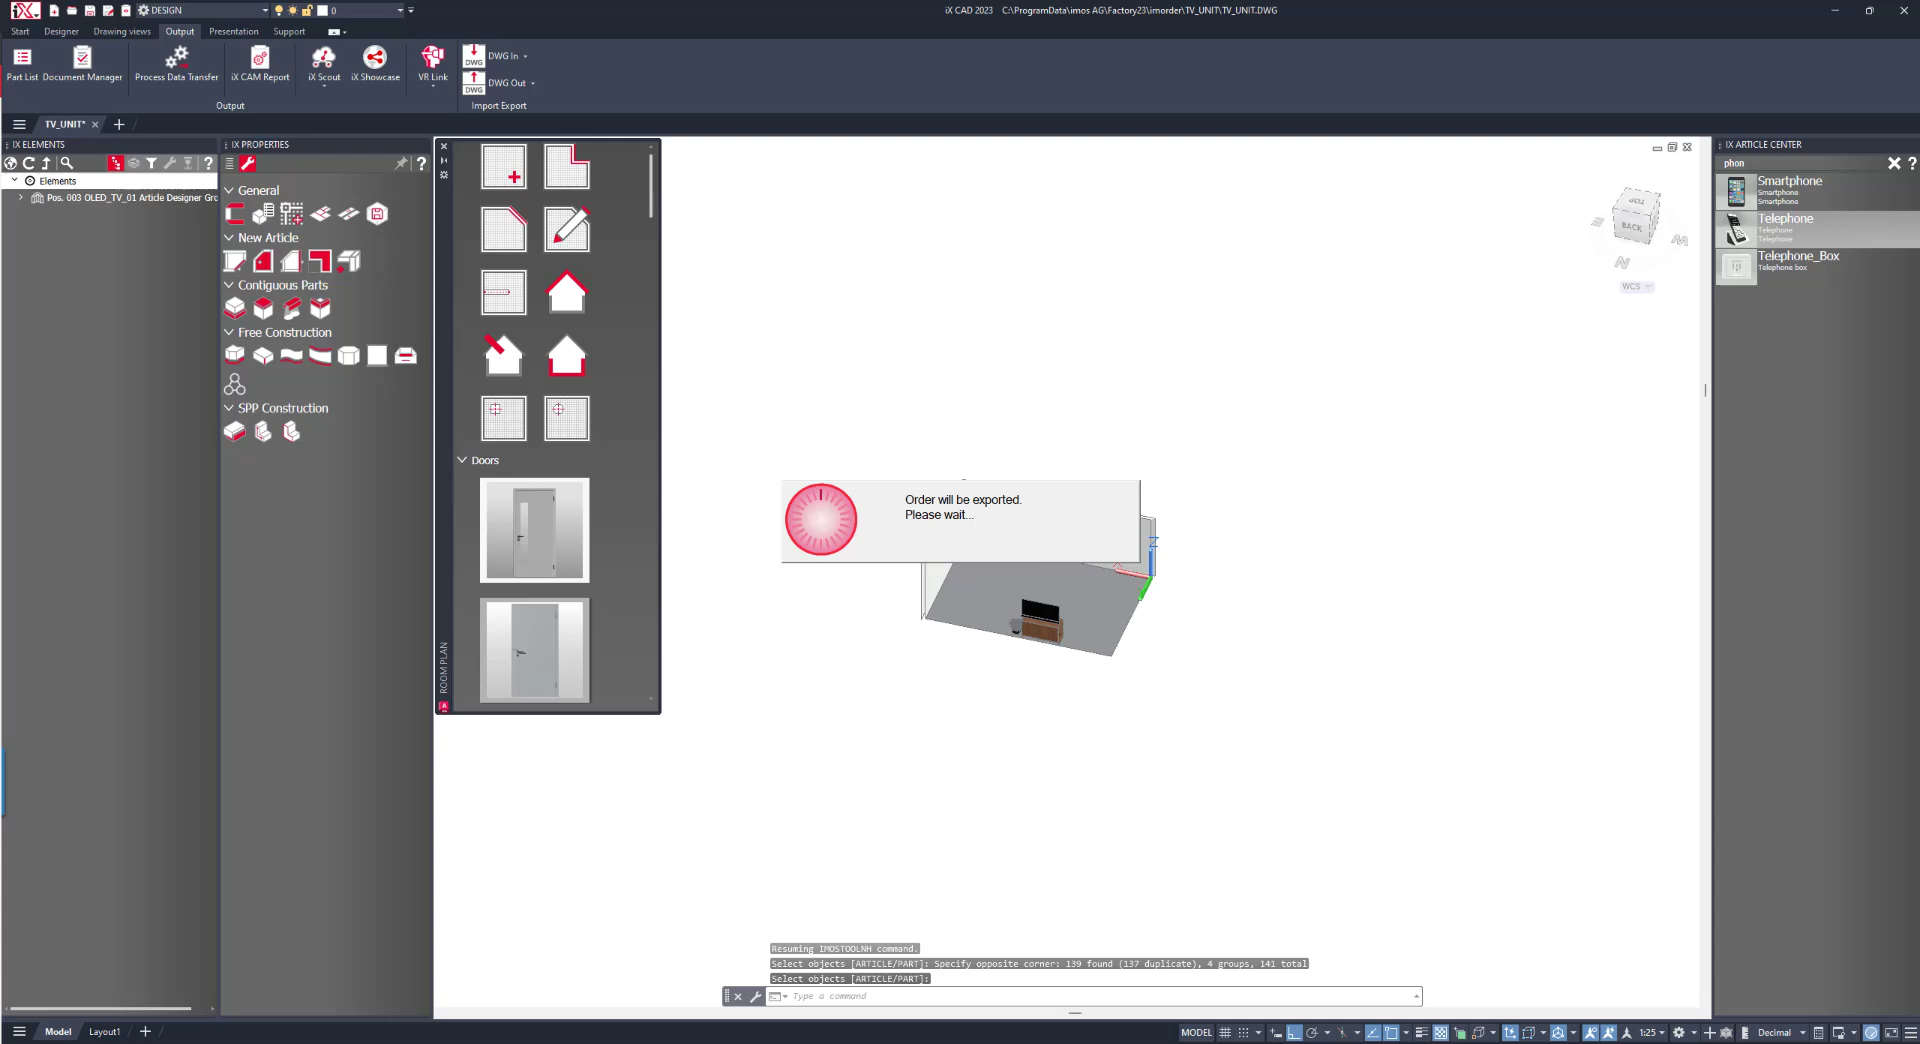 iX
DESIGN
0
iX CAD 2023 C:\ProgramData\imos AG\Factory23\imorder\TV_UNIT\TV_UNIT.DWG
Start Designer Drawing views Output Presentation Support
Part List Document Manager Process Data Transfer iX CAM Report iX Scout iX Showcase VR Link
DWG DWG In
DWG DWG Out
Output Import Export
TV_UNIT*
IX ELEMENTS
IX PROPERTIES
IX ARTICLE CENTER
phon
Elements
Pos. 003 OLED_TV_01 Article Designer Gro
General
New Article
Contiguous Parts
Free Construction
SPP Construction
Doors
ROOM PLAN
Order will be exported.
Please wait...
Z
TOP
BACK
W
N
WCS
Smartphone
Smartphone
Smartphone
Telephone
Telephone
Telephone
Telephone_Box
Telephone box
Resuming IMOSTOOLNH command.
Select objects [ARTICLE/PART]: Specify opposite corner: 139 found (137 duplicate), 4 groups, 141 total
Select objects [ARTICLE/PART]:
Type a command
Model Layout1
MODEL 1:25 Decimal